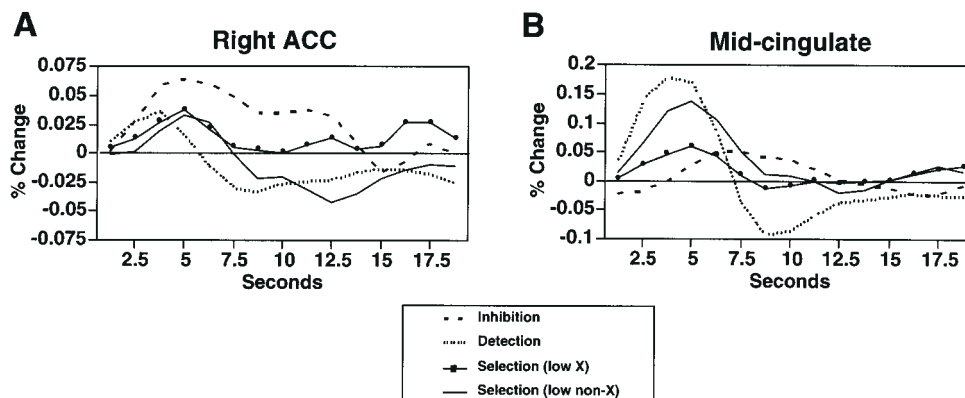 A
Right ACC
% Change
0.075
0.05
0.025
0
-0.025
-0.05
-0.075
2.5 5 7.5 10 12.5 15 17.5
Seconds
B
Mid-cingulate
% Change
0.2
0.15
0.1
0.05
0
-0.05
-0.1
2.5 5 7.5 10 12.5 15 17.5
Seconds
Inhibition
Detection
Selection (low X)
Selection (low non-X)